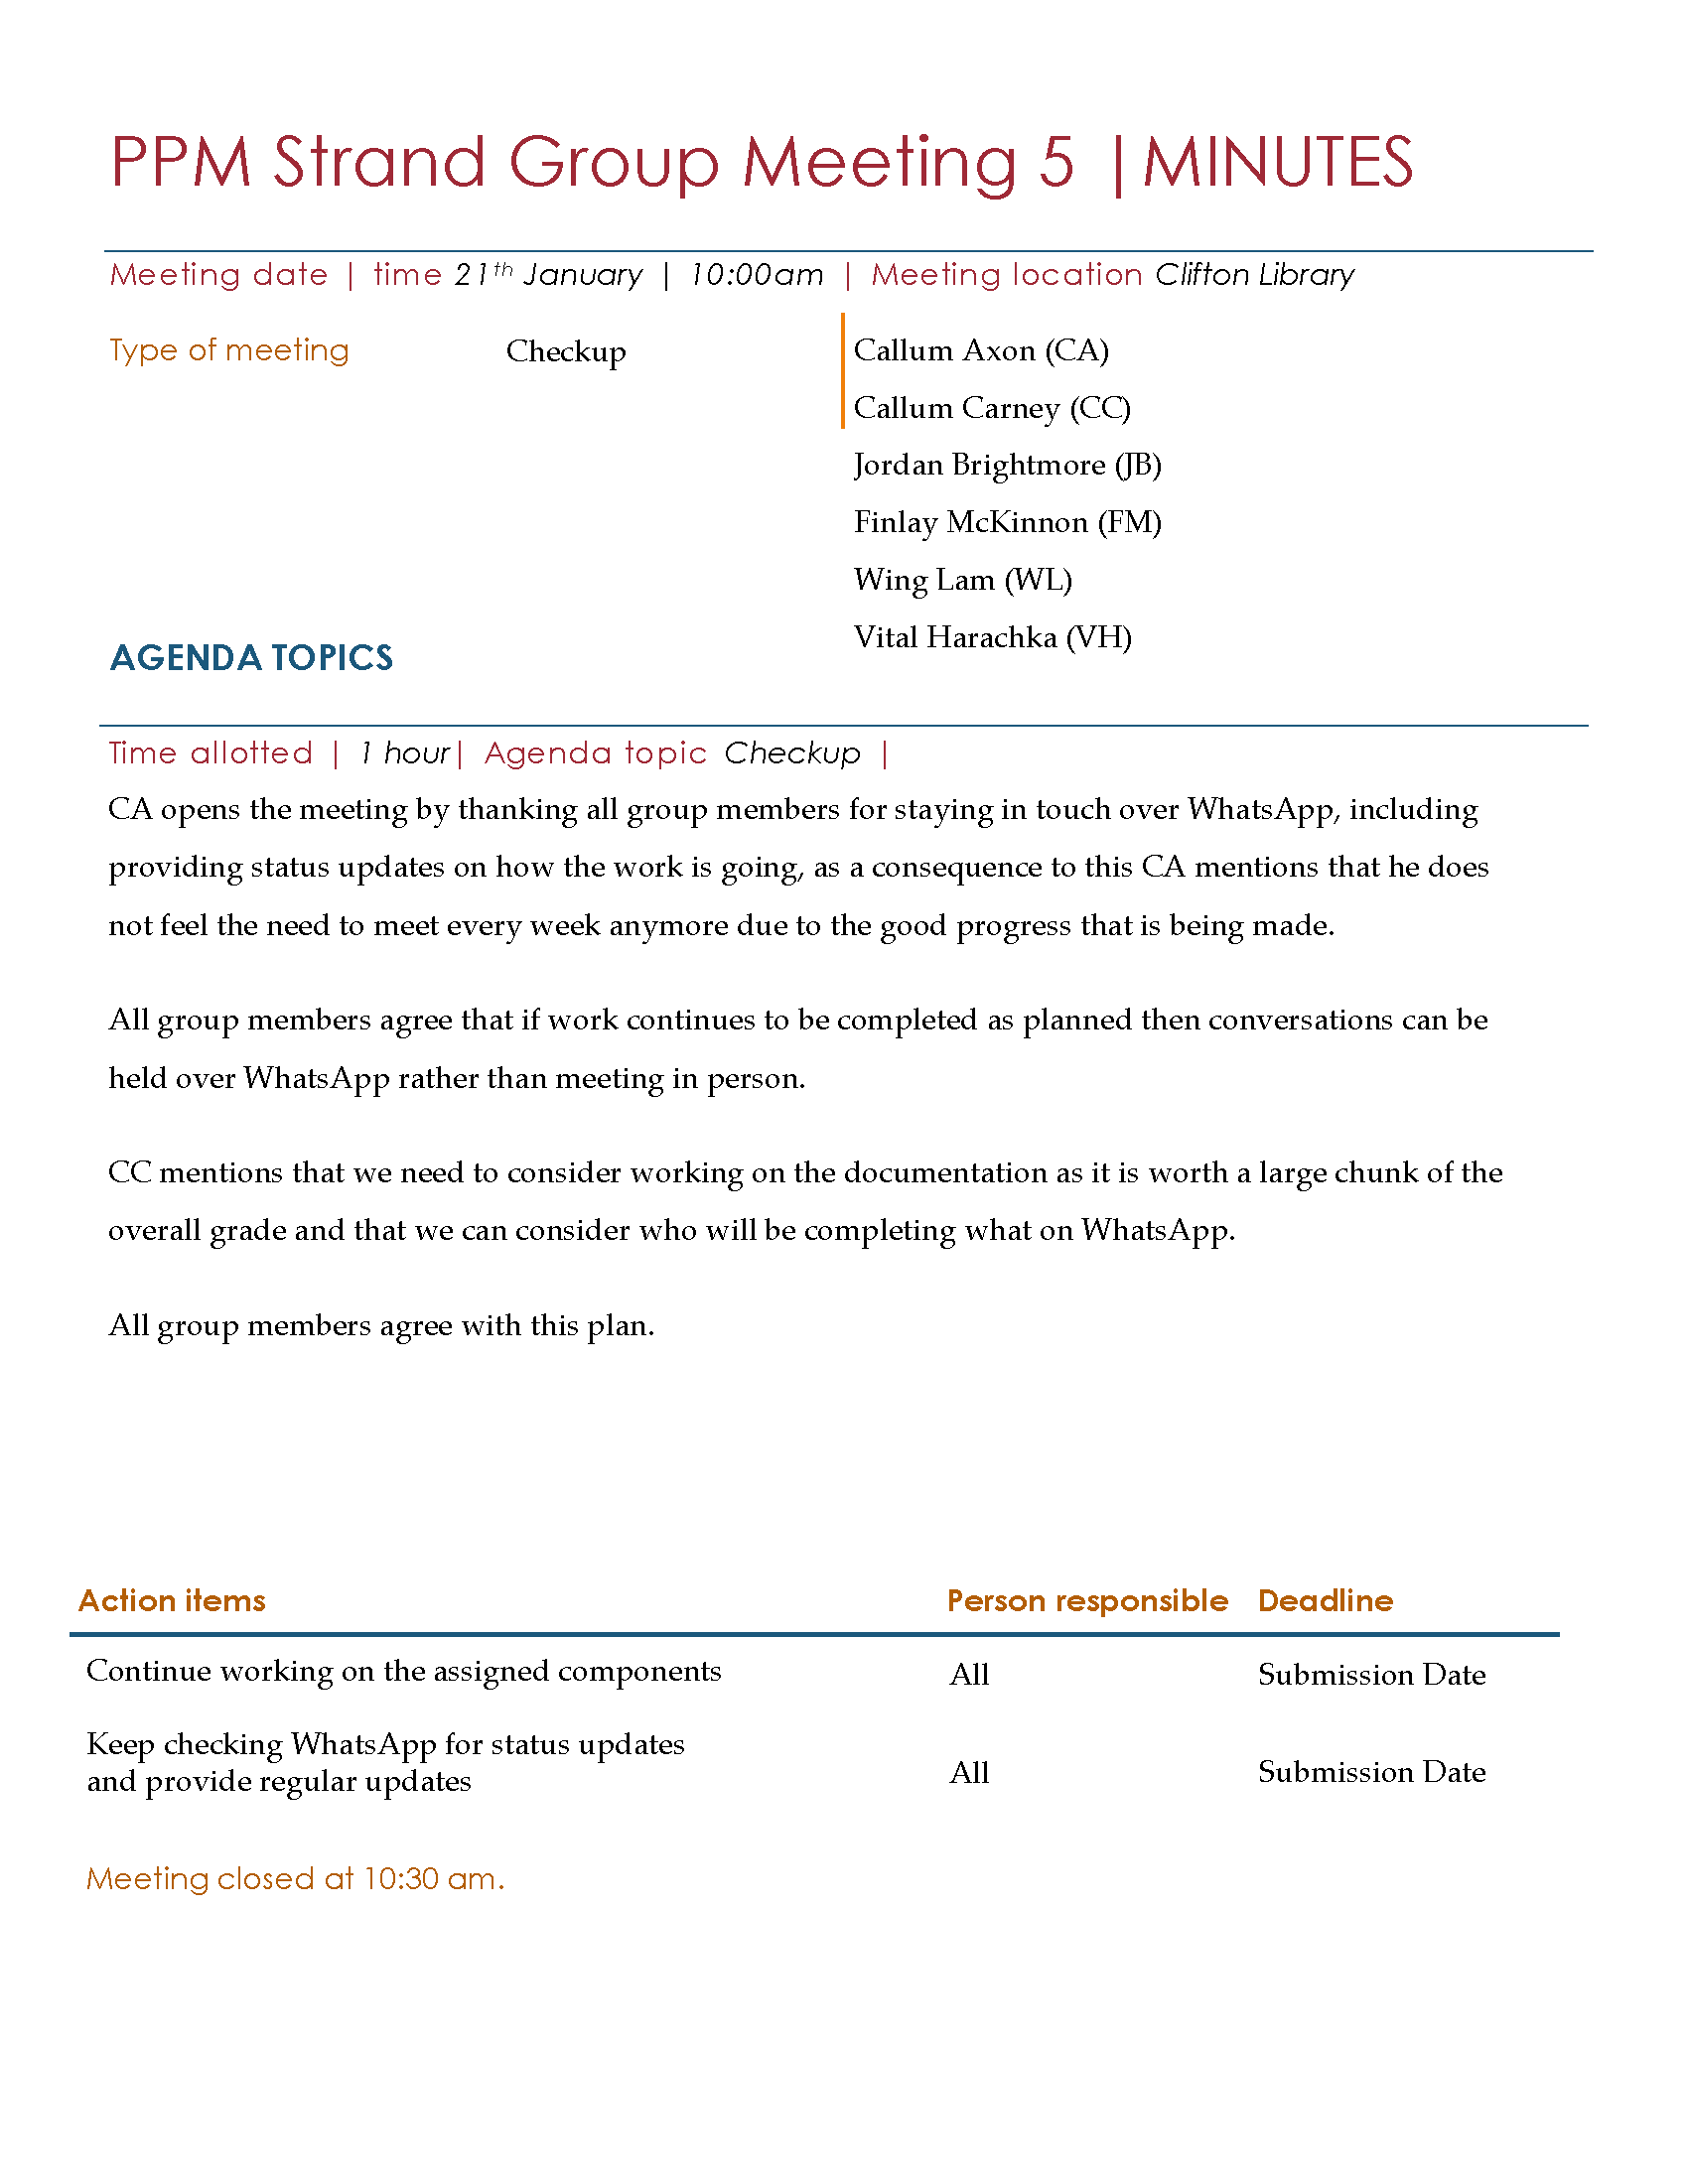 PPM Strand Group Meeting 5 |MINUTES
Meeting date | time 21th January | 10:00am | Meeting location Clifton Library
Type of meeting Checkup
Callum Axon (CA)
Callum Carney (CC)
Jordan Brightmore (JB)
Finlay McKinnon (FM)
Wing Lam (WL)
Vital Harachka (VH)
AGENDA TOPICS
Time allotted | 1 hour| Agenda topic Checkup |
CA opens the meeting by thanking all group members for staying in touch over WhatsApp, including
providing status updates on how the work is going, as a consequence to this CA mentions that he does
not feel the need to meet every week anymore due to the good progress that is being made.
All group members agree that if work continues to be completed as planned then conversations can be
held over WhatsApp rather than meeting in person.
CC mentions that we need to consider working on the documentation as it is worth a large chunk of the
overall grade and that we can consider who will be completing what on WhatsApp.
All group members agree with this plan.
Action items Person responsible Deadline
Continue working on the assigned components All Submission Date
Keep checking WhatsApp for status updates
and provide regular updates All Submission Date
Meeting closed at 10:30 am.